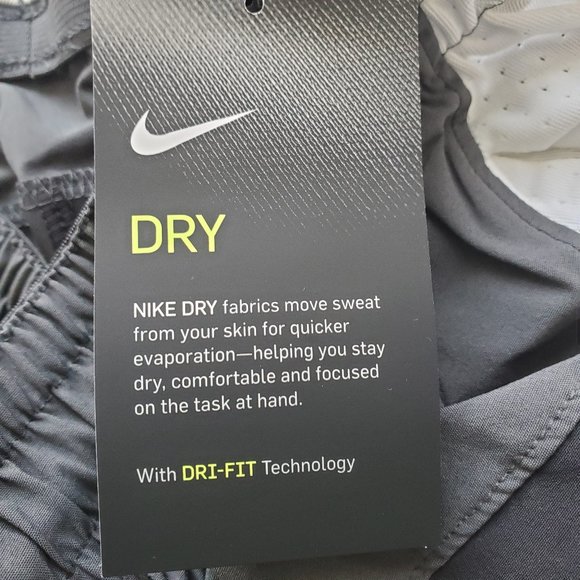 DRY
NIKE DRY fabrics move sweat
from your skin for quicker
evaporation—helping you stay
dry, comfortable and focused
on the task at hand.
With DRI-FIT Technology